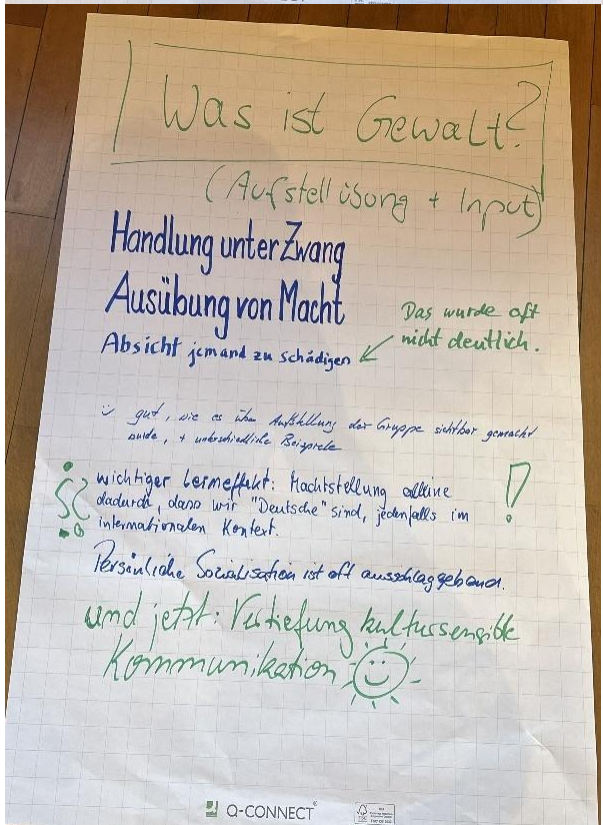 Was ist Gewalt?
(Aufstellübung + Input)
Handlung unter Zwang
Ausübung von Macht
Absicht jemand zu schädigen
Das wurde oft
nicht deutlich.
gut, wie es über Aufstellung der Gruppe sichtbar gemacht
wurde, + unterschiedliche Beispiele
wichtiger Lerneffekt: Machtstellung alleine
dadurch, dass wir "Deutsche" sind, jedenfalls im
internationalen Kontext.
!
Persönliche Sozialisation ist oft ausschlaggebend.
und jetzt: Vertiefung kultursensible
Kommunikation
Q-CONNECT